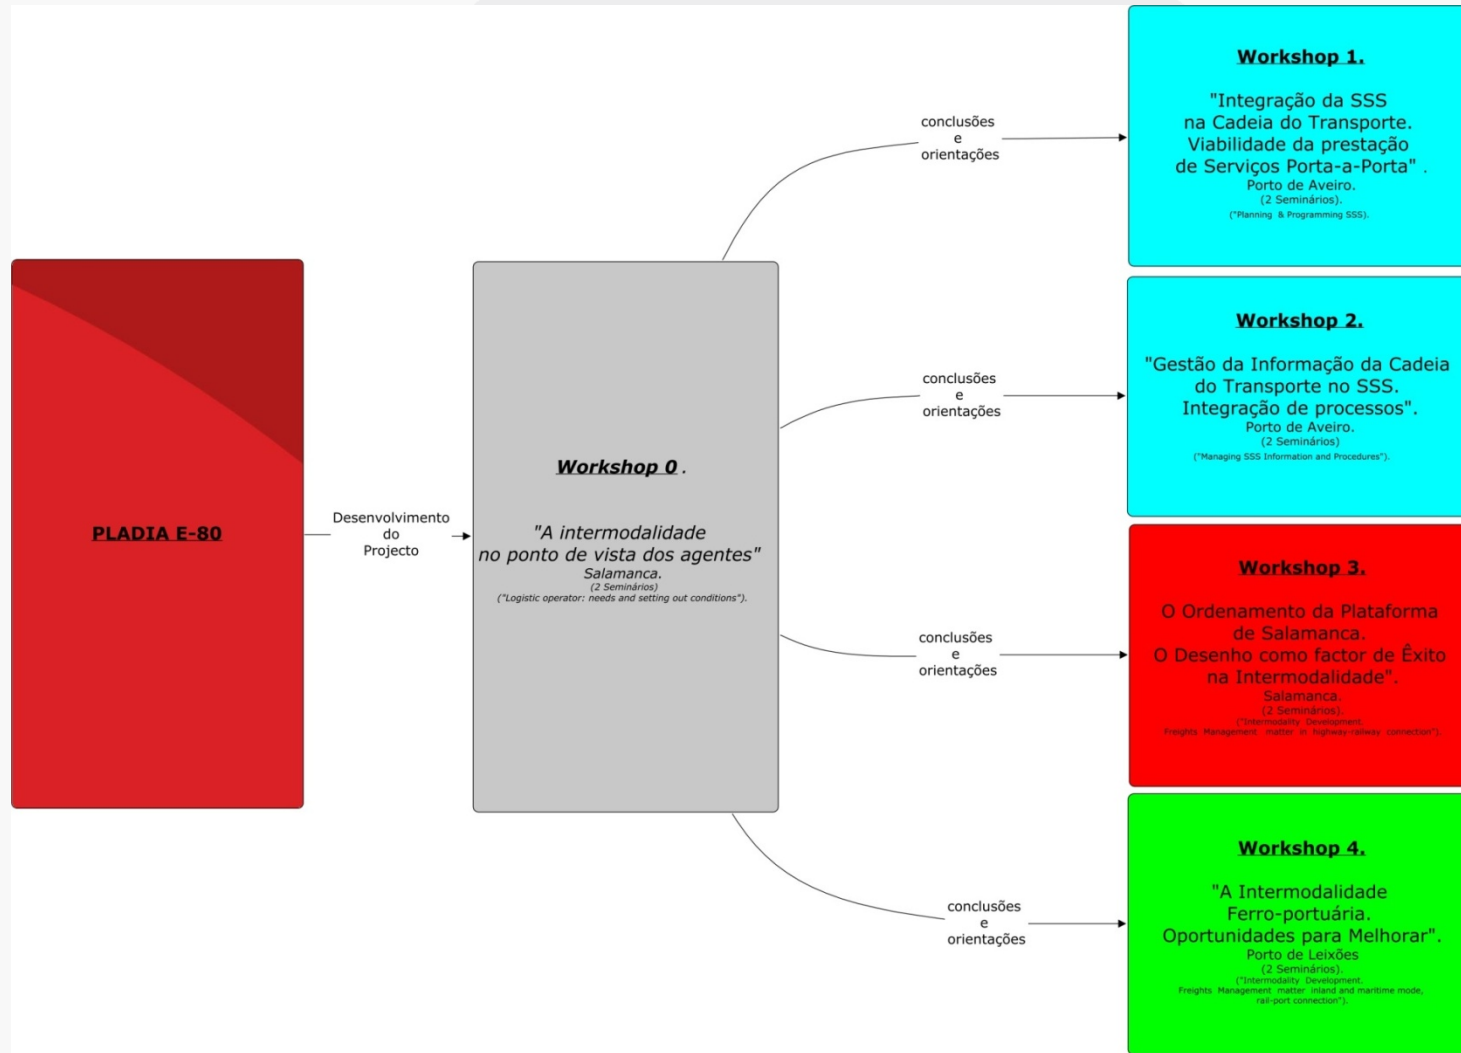 PLADIA E-80
Desenvolvimento
do
Projecto
Workshop 0 .
"A intermodalidade
no ponto de vista dos agentes"
Salamanca.
(2 Seminários)
("Logistic operator: needs and setting out conditions").
conclusões
e
orientações
Workshop 1.
"Integração da SSS
na Cadeia do Transporte.
Viabilidade da prestação
de Serviços Porta-a-Porta" .
Porto de Aveiro.
(2 Seminários).
("Planning & Programming SSS).
conclusões
e
orientações
Workshop 2.
"Gestão da Informação da Cadeia
do Transporte no SSS.
Integração de processos".
Porto de Aveiro.
(2 Seminários)
("Managing SSS Information and Procedures").
conclusões
e
orientações
Workshop 3.
O Ordenamento da Plataforma
de Salamanca.
O Desenho como factor de Êxito
na Intermodalidade".
Salamanca.
(2 Seminários).
("Intermodality Development.
Freights Management matter in highway-railway connection").
conclusões
e
orientações
Workshop 4.
"A Intermodalidade
Ferro-portuária.
Oportunidades para Melhorar".
Porto de Leixões
(2 Seminários).
("Intermodality Development.
Freights Management matter inland and maritime mode,
rail-port connection").